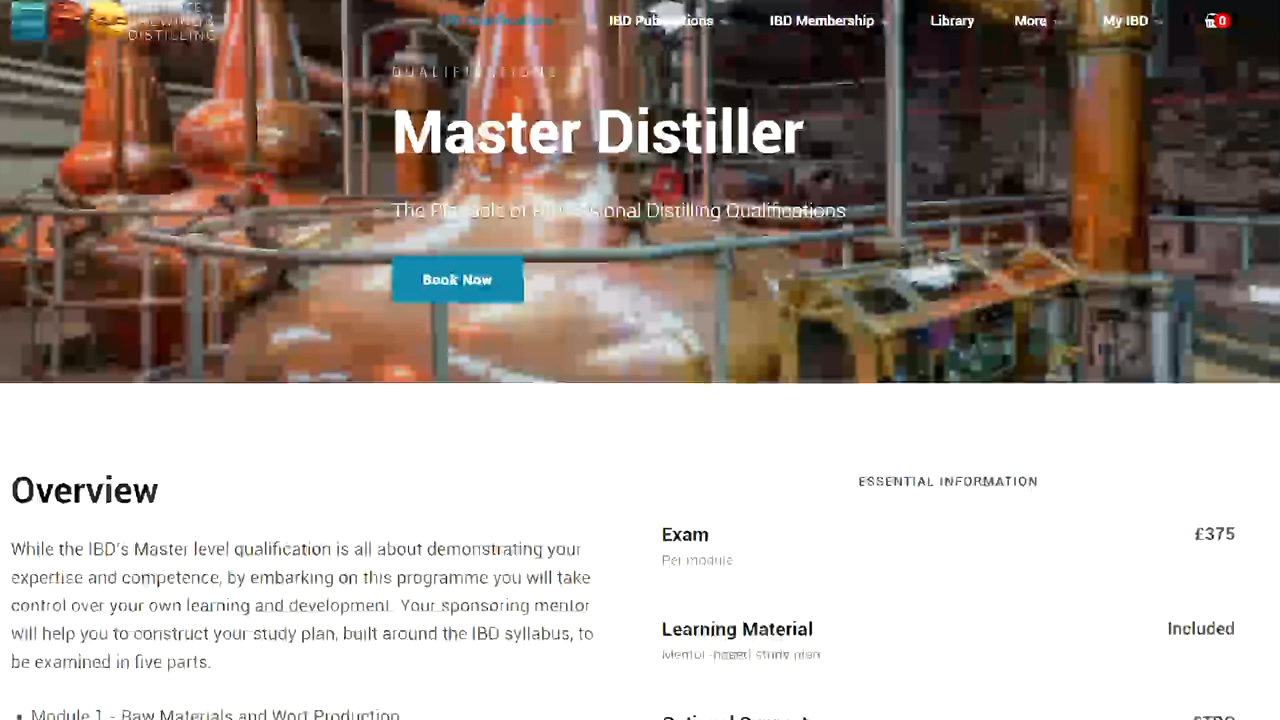 BREWING &
DISTILLING
IBD Qualifications
IBD Publications
IBD Membership
Library
More
My IBD
0
QUALIFICATIONS
Master Distiller
The Pinnacle of Professional Distilling Qualifications
Book Now
Overview
While the IBD's Master level qualification is all about demonstrating your
expertise and competence, by embarking on this programme you will take
control over your own learning and development. Your sponsoring mentor
will help you to construct your study plan, built around the IBD syllabus, to
be examined in five parts.
• Module 1 - Raw Materials and Wort Production
ESSENTIAL INFORMATION
Exam
£375
Per module
Learning Material
Included
Mentor-based study plan